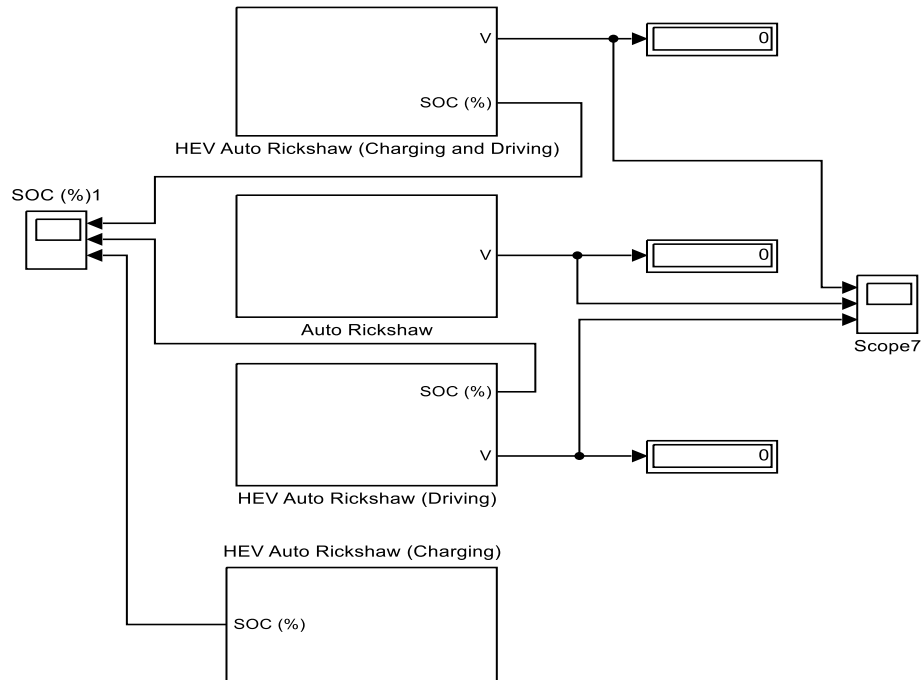 V
0
SOC (%)
HEV Auto Rickshaw (Charging and Driving)
SOC (%)1
V
0
Auto Rickshaw
Scope7
SOC (%)
V
0
HEV Auto Rickshaw (Driving)
HEV Auto Rickshaw (Charging)
SOC (%)